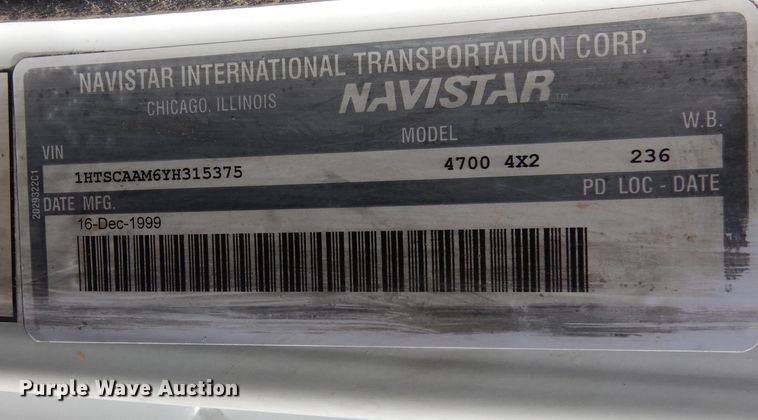 NAVISTAR INTERNATIONAL TRANSPORTATION CORP.
CHICAGO, ILLINOIS NAVISTAR
VIN MODEL W.B.
1HTSCAAM6YH315375 4700 4X2 236
DATE MFG. PD LOC - DATE
16-Dec-1999
2029322C1
Purple Wave Auction